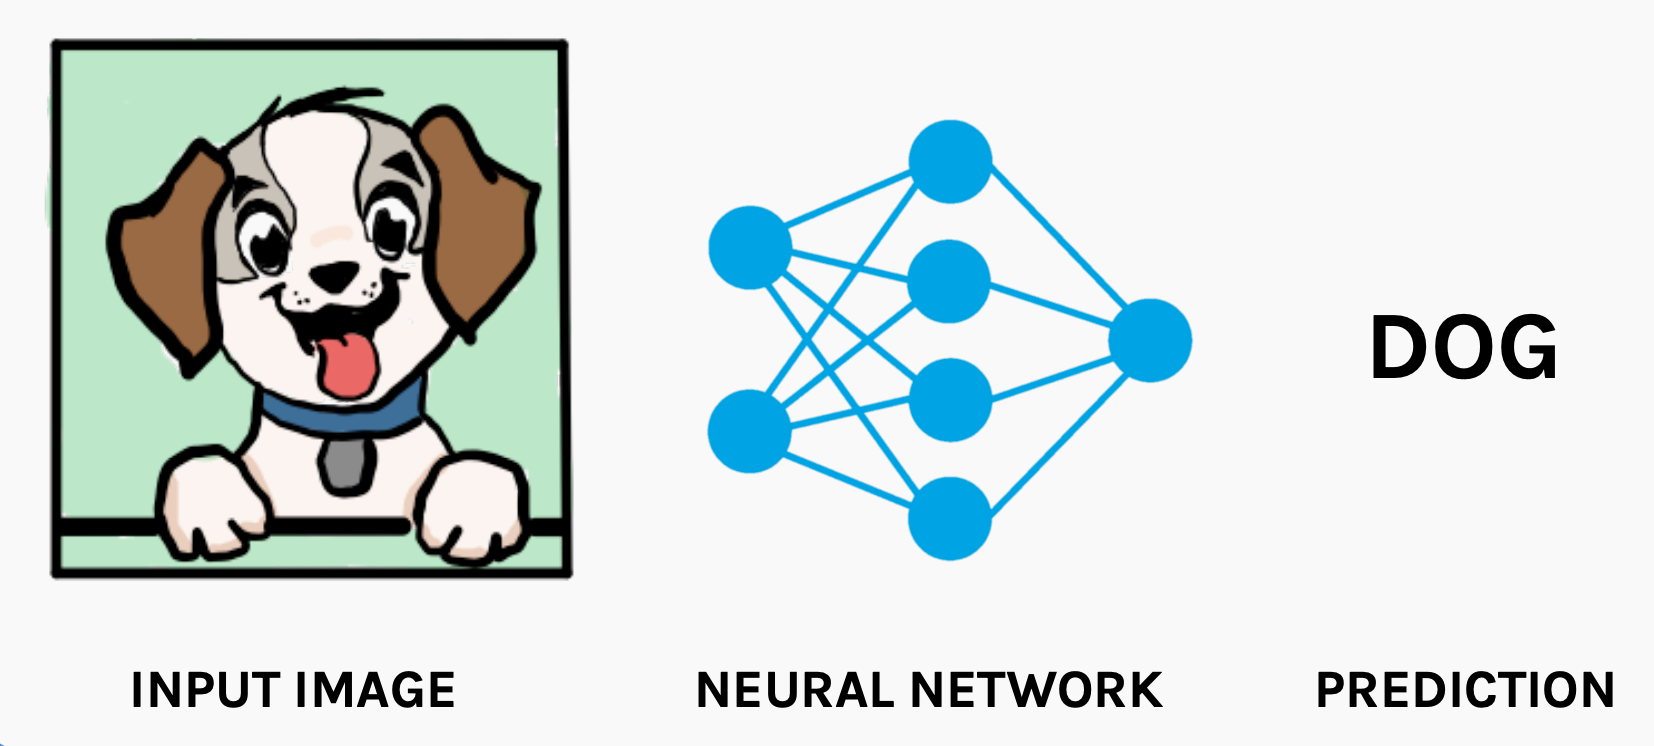 DOG
INPUT IMAGE
NEURAL NETWORK
PREDICTION